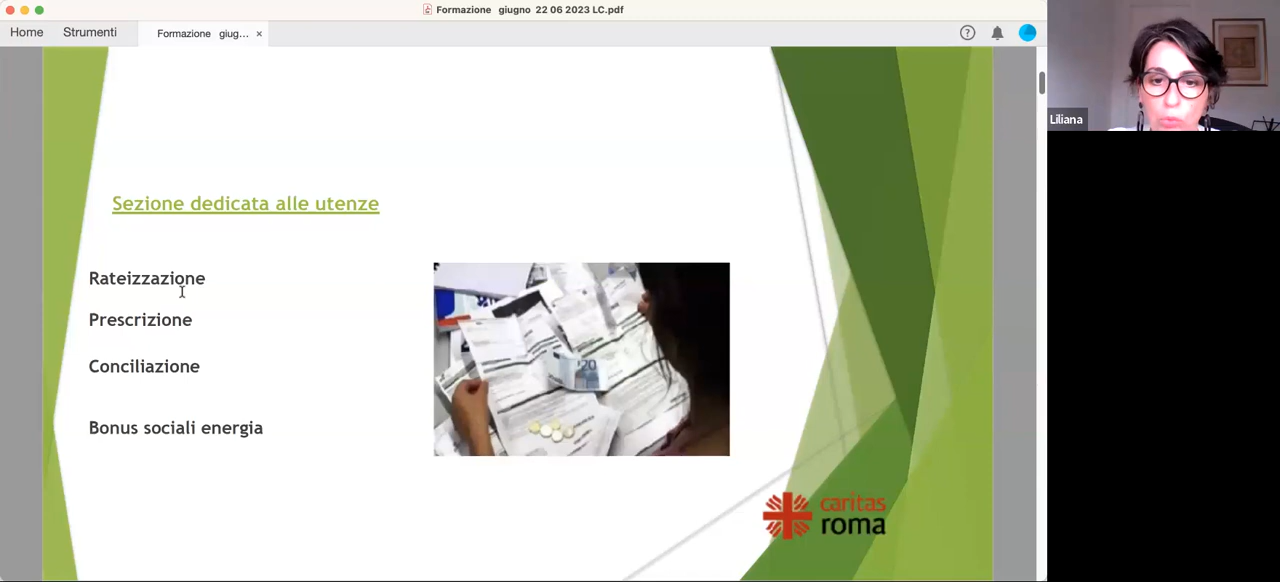 Formazione giugno 22 06 2023 LC.pdf
Home Strumenti Formazione giug... ×
Liliana
Sezione dedicata alle utenze
Rateizzazione
Prescrizione
Conciliazione
Bonus sociali energia
20
caritas
roma